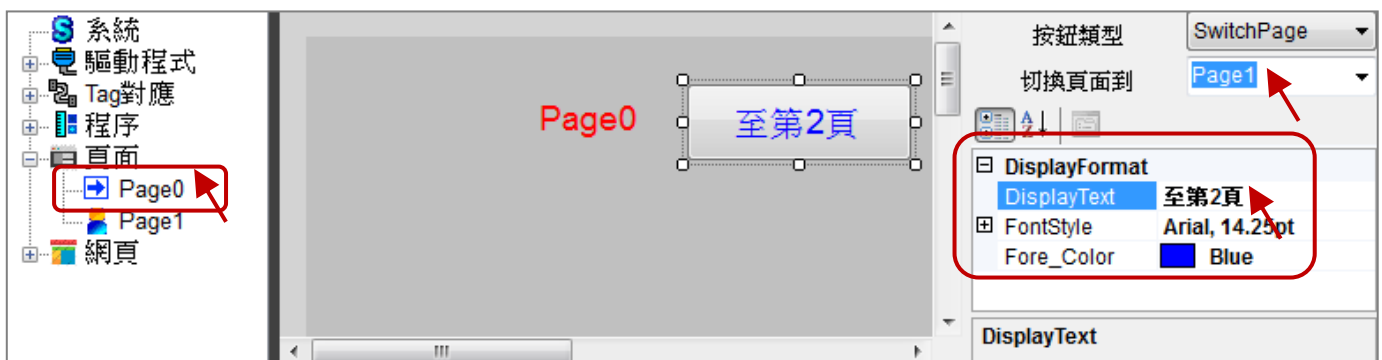 系統
驅動程式
Tag對應
程序
頁面
Page0
Page1
網頁
Page0
至第2頁
按鈕類型
SwitchPage
切換頁面到
Page1
DisplayFormat
DisplayText 至第2頁
FontStyle Arial, 14.25pt
Fore_Color Blue
DisplayText